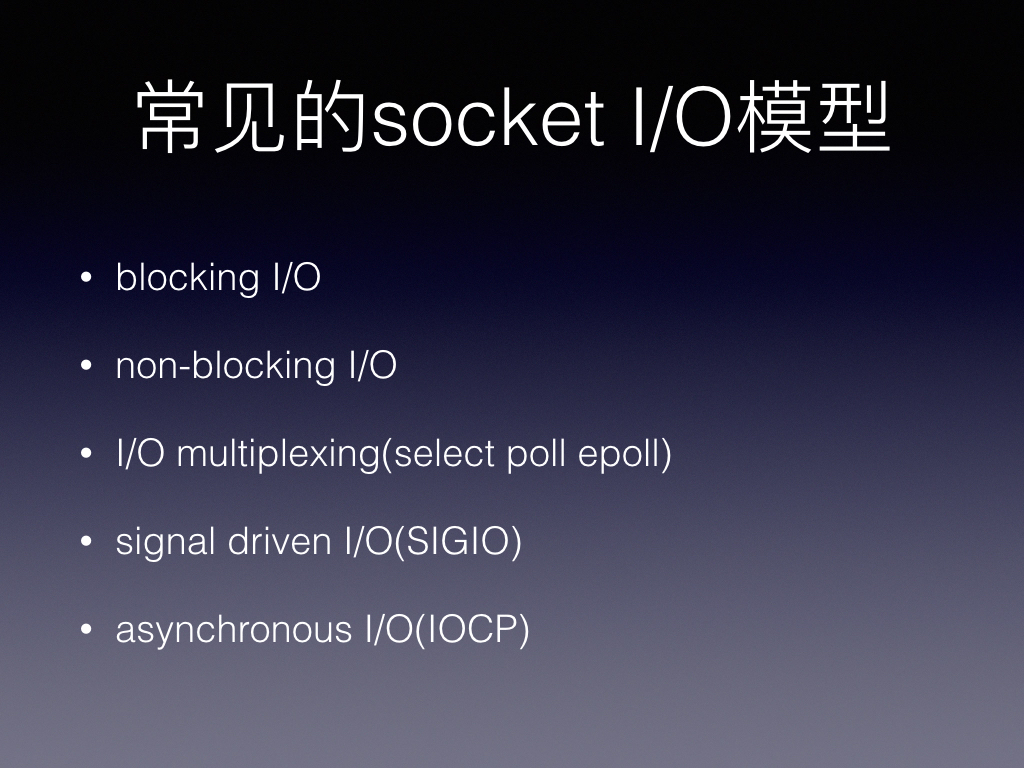 常见的socket I/O模型
• blocking I/O
• non-blocking I/O
• I/O multiplexing(select poll epoll)
• signal driven I/O(SIGIO)
• asynchronous I/O(IOCP)